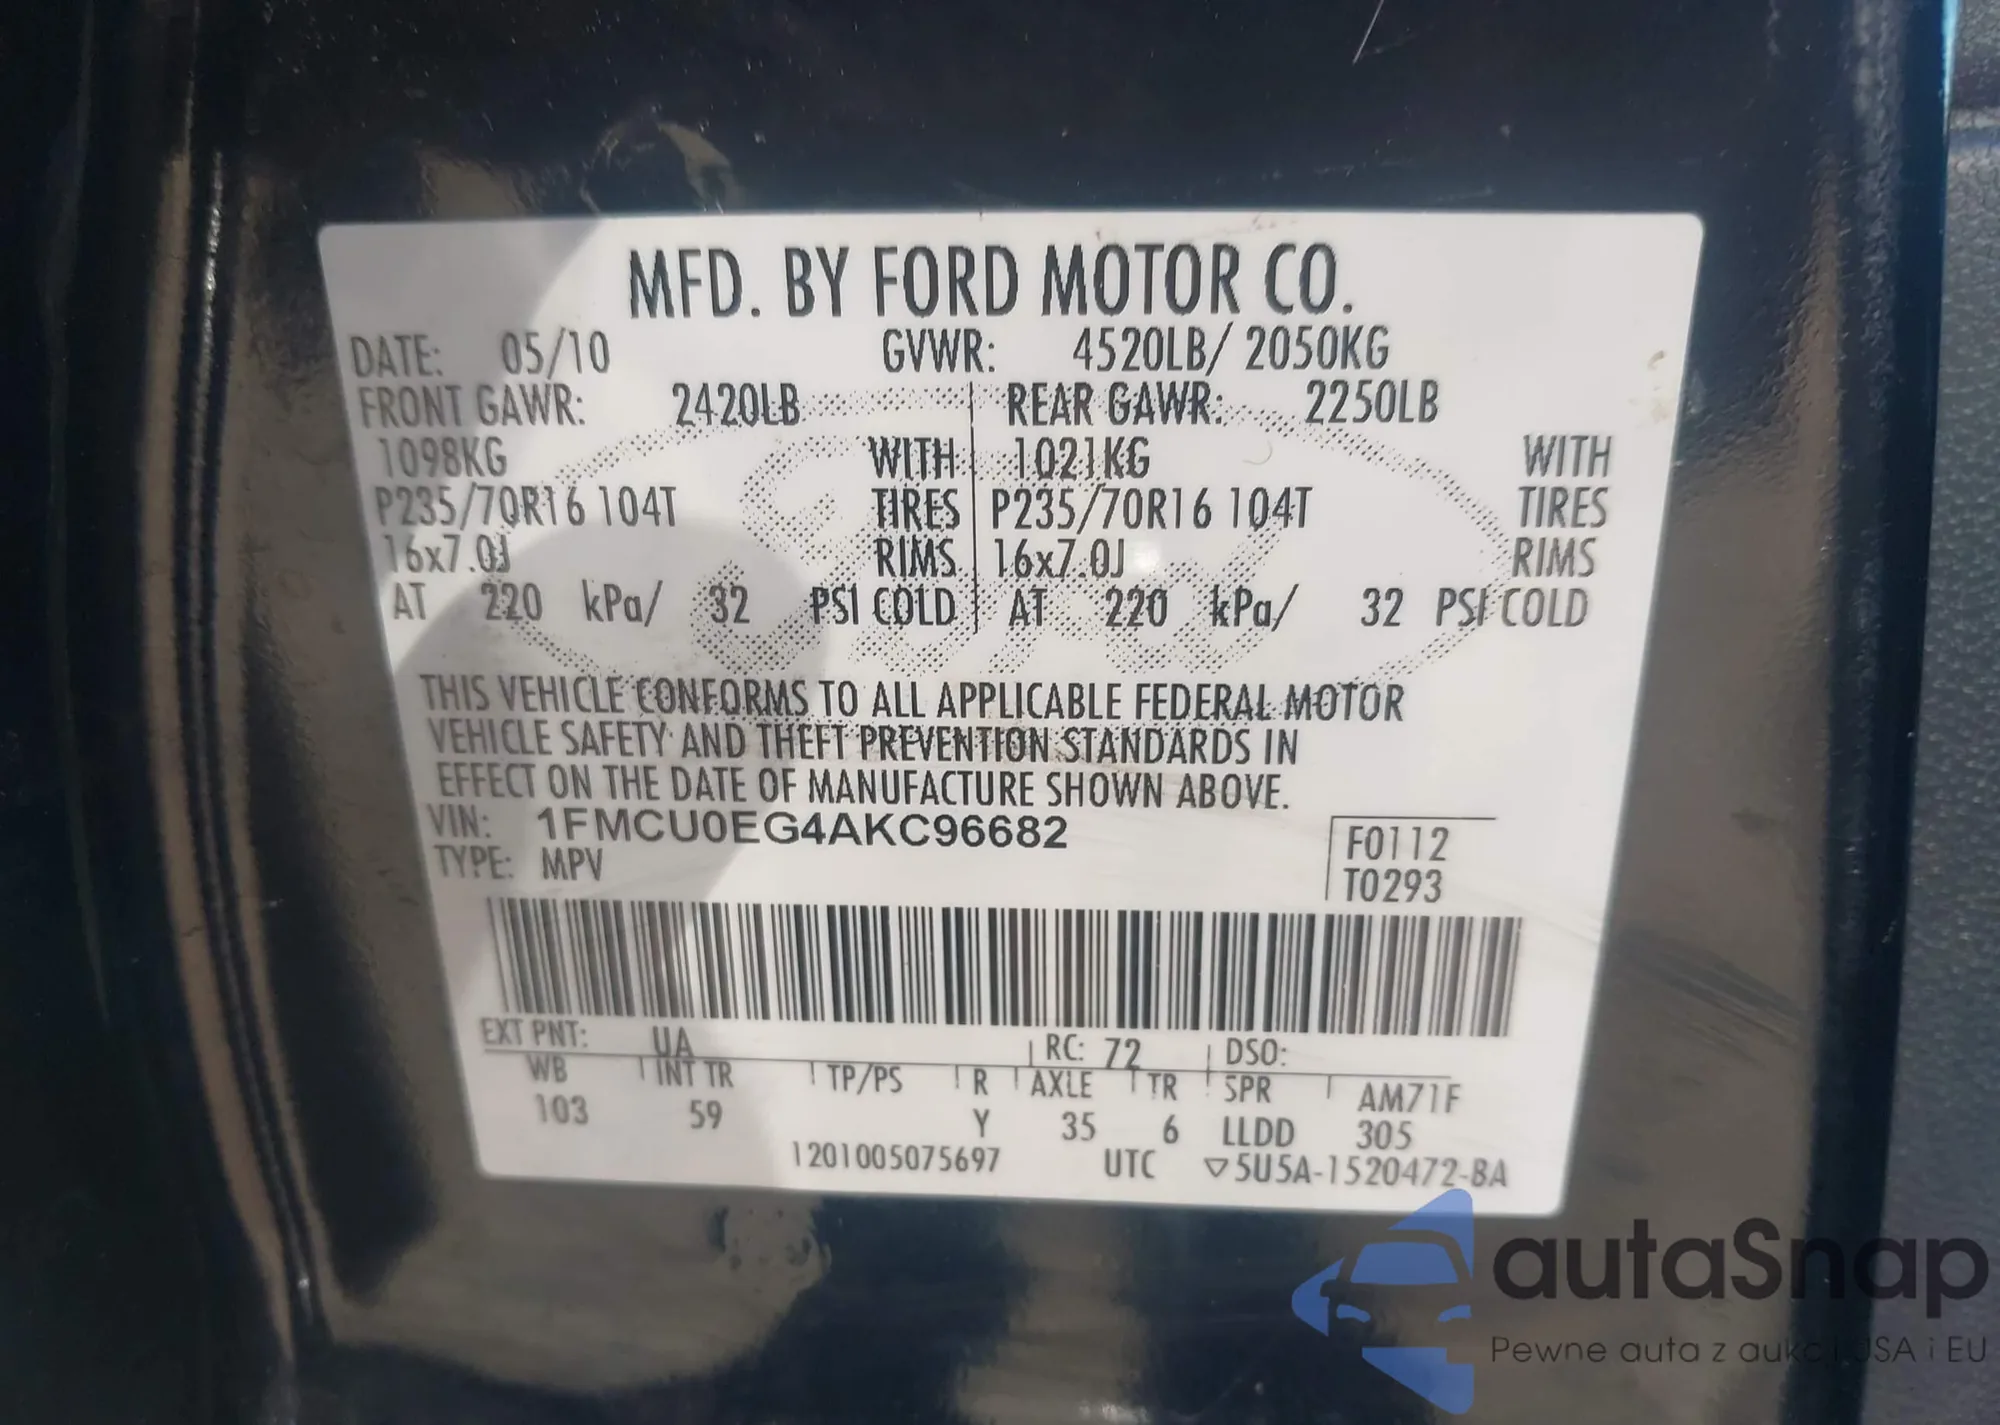 MFD. BY FORD MOTOR CO.
DATE: 05/10 GVWR: 4520LB/ 2050KG
FRONT GAWR: 2420LB REAR GAWR: 2250LB
1098KG WITH 1021KG WITH
P235/70R16 104T TIRES P235/70R16 104T TIRES
16x7.0J RIMS 16x7.0J RIMS
AT 220 kPa/ 32 PSI COLD AT 220 kPa/ 32 PSI COLD
THIS VEHICLE CONFORMS TO ALL APPLICABLE FEDERAL MOTOR
VEHICLE SAFETY AND THEFT PREVENTION STANDARDS IN
EFFECT ON THE DATE OF MANUFACTURE SHOWN ABOVE.
VIN: 1FMCU0EG4AKC96682 F0112
TYPE: MPV T0293
EXT PNT: UA RC: 72 DSO:
WB INT TR TP/PS R AXLE TR SPR AM71F
103 59 Y 35 6 LLDD 305
1201005075697 UTC ▽5U5A-1520472-BA
autaSnap
Pewne auta z aukcji USA i EU